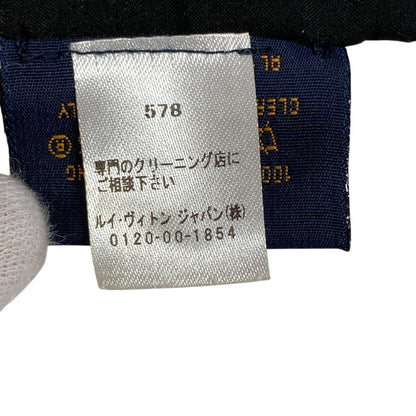 578
専門のクリーニング店に
ご相談下さい
ルイ・ヴィトン ジャパン(株)
0120-00-1854